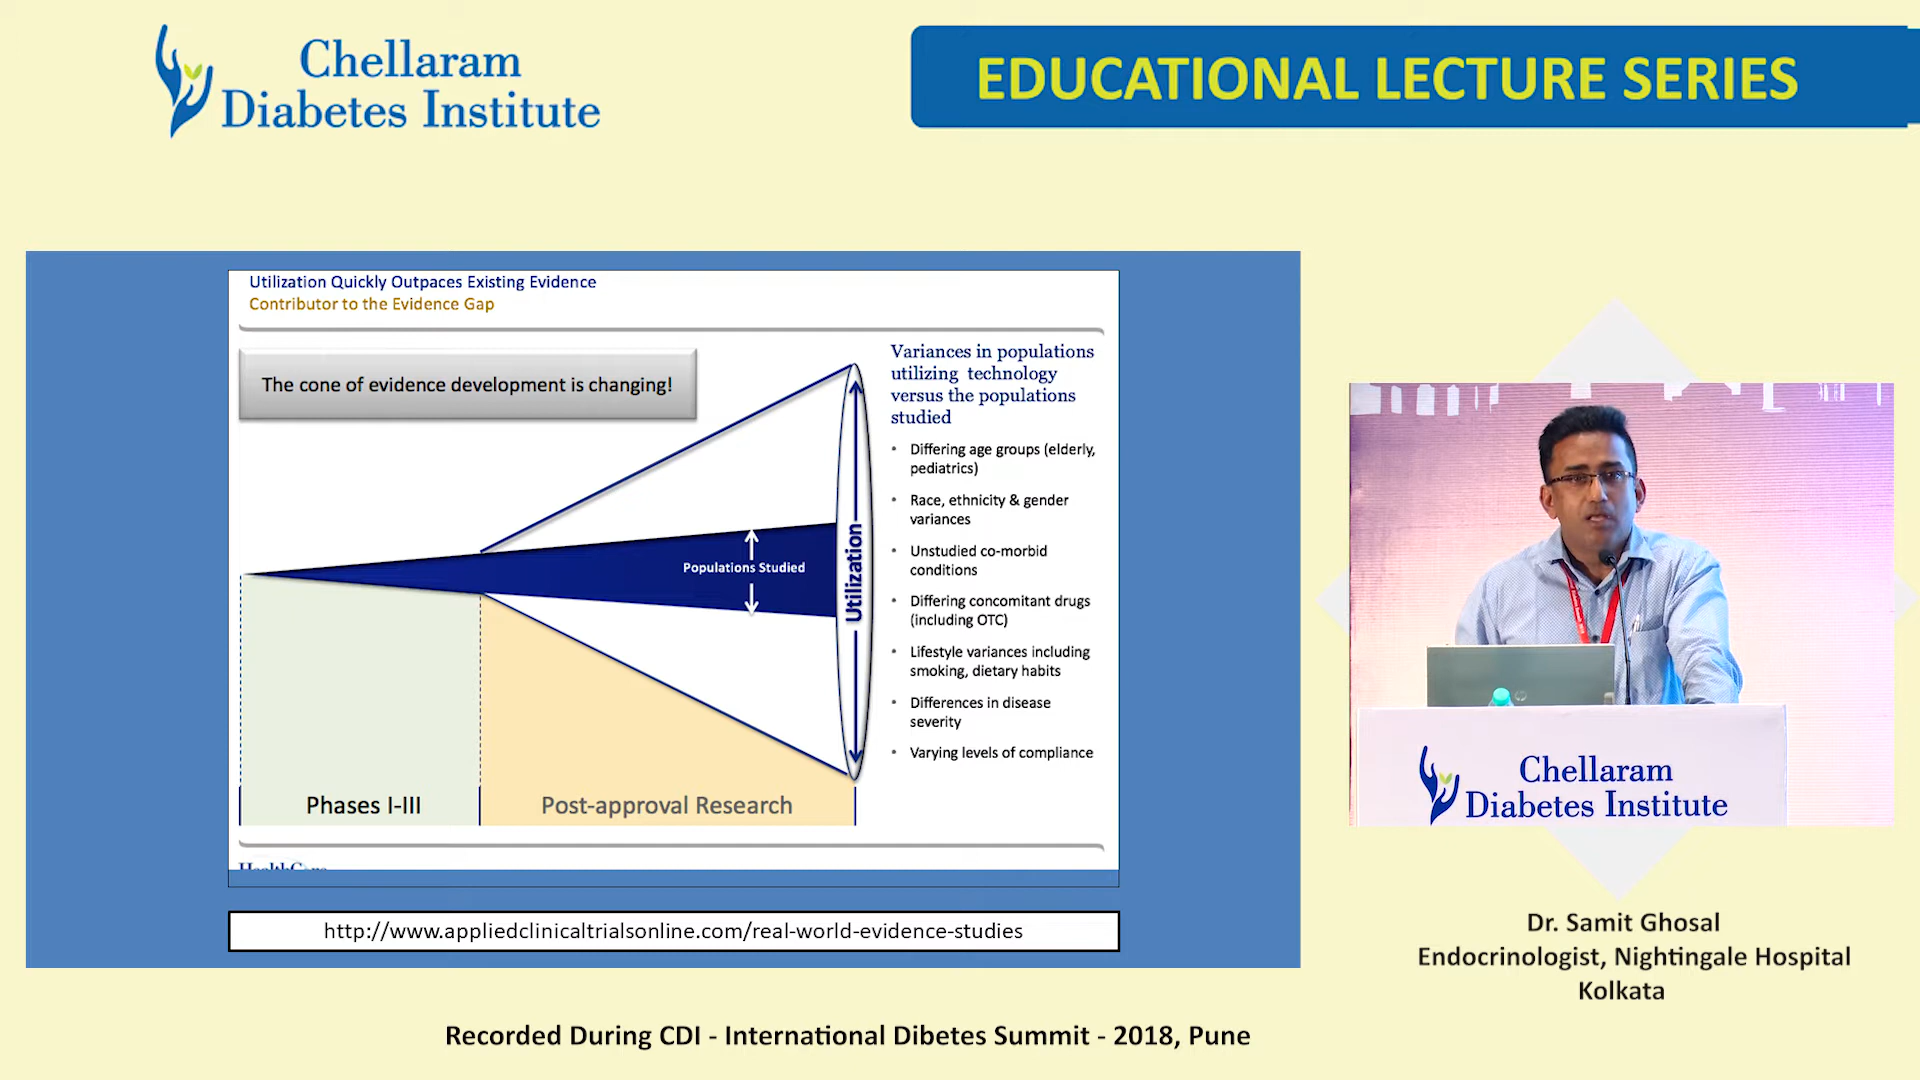 Chellaram
Diabetes Institute
EDUCATIONAL LECTURE SERIES
Utilization Quickly Outpaces Existing Evidence
Contributor to the Evidence Gap
The cone of evidence development is changing!
Populations Studied
Utilization
Phases I-III
Post-approval Research
Variances in populations
utilizing technology
versus the populations
studied
• Differing age groups (elderly,
pediatrics)
• Race, ethnicity & gender
variances
• Unstudied co-morbid
conditions
• Differing concomitant drugs
(including OTC)
• Lifestyle variances including
smoking, dietary habits
• Differences in disease
severity
• Varying levels of compliance
http://www.appliedclinicaltrialsonline.com/real-world-evidence-studies
Chellaram
Diabetes Institute
Dr. Samit Ghosal
Endocrinologist, Nightingale Hospital
Kolkata
Recorded During CDI - International Dibetes Summit - 2018, Pune